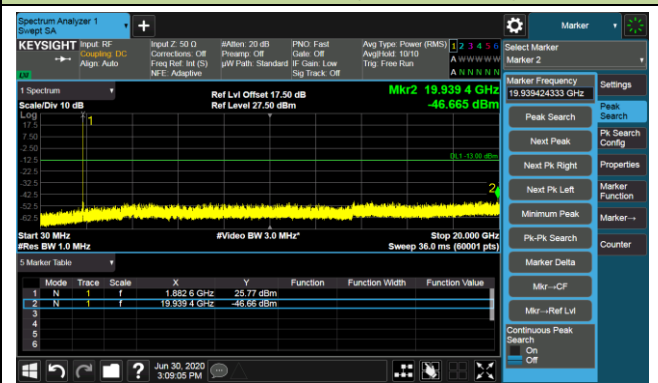 Spectrum Analyzer 1
Swept SA
+
Marker
KEYSIGHT Input: RF Input Z: 50 Ω #Atten: 20 dB PNO: Fast Avg Type: Power (RMS) 1 2 3 4 5 6
Coupling: DC Corrections: Off Preamp: Off Gate: Off Avg|Hold: 10/10 A W W W W W
Align: Auto Freq Ref: Int (S) µW Path: Standard IF Gain: Low Trig: Free Run
NFE: Adaptive Sig Track: Off A N N N N N
Select Marker
Marker 2
1 Spectrum
Scale/Div 10 dB
Ref Lvl Offset 17.50 dB
Ref Level 27.50 dBm
Mkr2 19.939 4 GHz
-46.665 dBm
Log
17.5
7.50
-2.50
-12.5
-22.5
-32.5
-42.5
-52.5
-62.5
1
DL1 -13.00 dBm
2
Start 30 MHz #Video BW 3.0 MHz* Stop 20.000 GHz
#Res BW 1.0 MHz Sweep 36.0 ms (60001 pts)
5 Marker Table
Mode Trace Scale X Y Function Function Width Function Value
1 N 1 f 1.882 6 GHz 25.77 dBm
2 N 1 f 19.939 4 GHz -46.66 dBm
3
4
5
6
Marker Frequency
19.939424333 GHz
Peak Search
Next Peak
Next Pk Right
Next Pk Left
Minimum Peak
Pk-Pk Search
Marker Delta
Mkr→CF
Mkr→Ref Lvl
Continuous Peak
Search
On
Off
Settings
Peak
Search
Pk Search
Config
Properties
Marker
Function
Marker→
Counter
?
Jun 30, 2020
3:09:05 PM